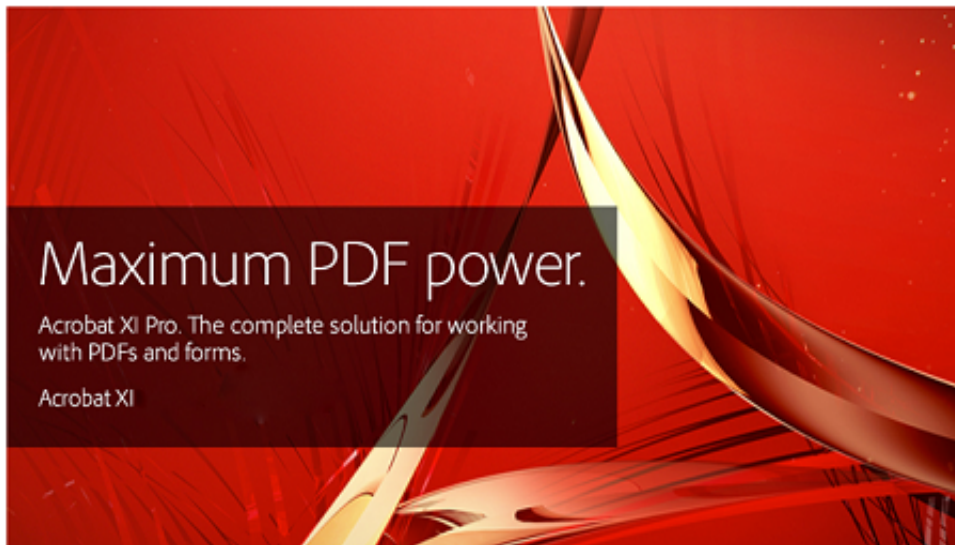 Maximum PDF power.
Acrobat XI Pro. The complete solution for working
with PDFs and forms.
Acrobat XI